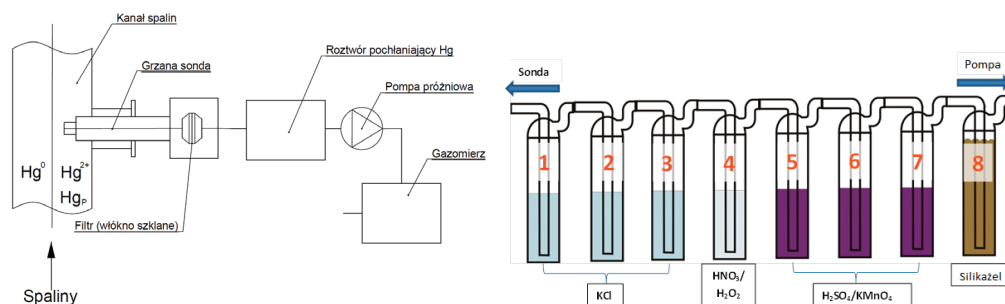 Kanał spalin
Grzana sonda
Roztwór pochłaniający Hg
Pompa próżniowa
Gazomierz
Hg⁰
Hg²⁺
Hgₚ
Filtr (włókno szklane)
Spaliny
Sonda
Pompa
1
2
3
4
5
6
7
8
KCl
HNO₃/
H₂O₂
H₂SO₄/KMnO₄
Silikażel